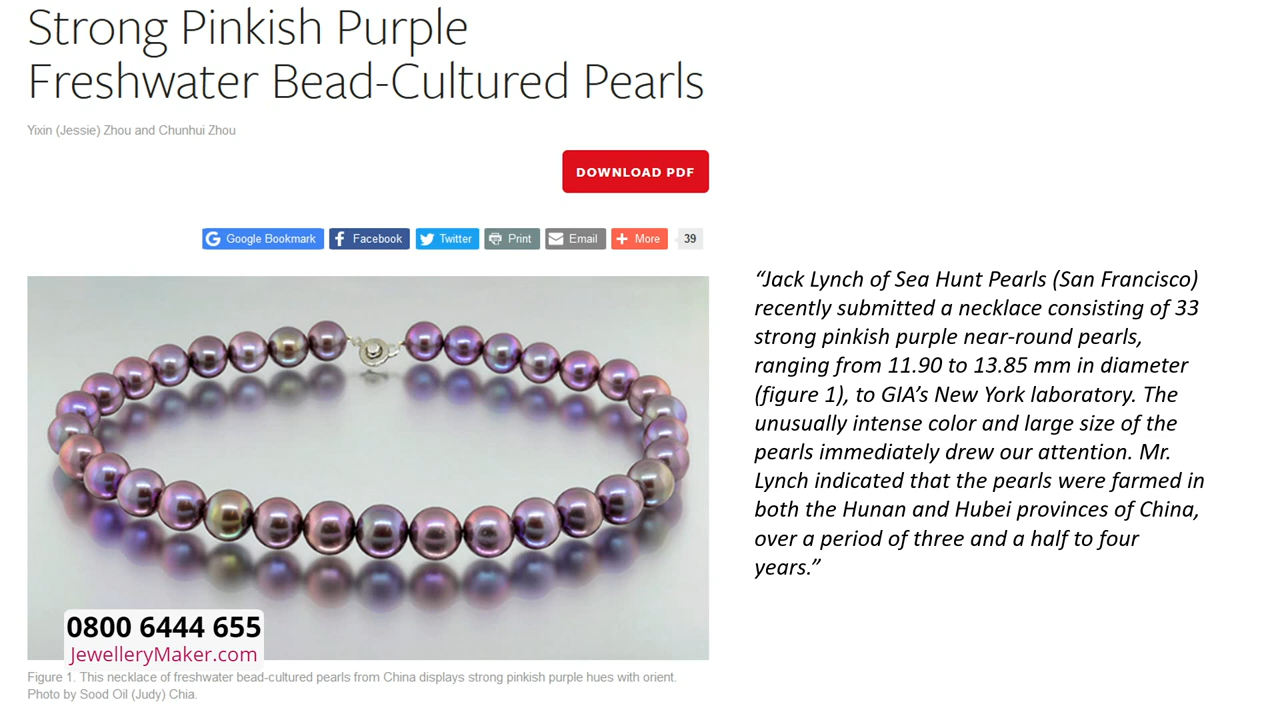 Strong Pinkish Purple
Freshwater Bead-Cultured Pearls
Yixin (Jessie) Zhou and Chunhui Zhou
DOWNLOAD PDF
Google Bookmark
Facebook
Twitter
Print
Email
More
39
“Jack Lynch of Sea Hunt Pearls (San Francisco)
recently submitted a necklace consisting of 33
strong pinkish purple near-round pearls,
ranging from 11.90 to 13.85 mm in diameter
(figure 1), to GIA’s New York laboratory. The
unusually intense color and large size of the
pearls immediately drew our attention. Mr.
Lynch indicated that the pearls were farmed in
both the Hunan and Hubei provinces of China,
over a period of three and a half to four
years.”
0800 6444 655
JewelleryMaker.com
Figure 1. This necklace of freshwater bead-cultured pearls from China displays strong pinkish purple hues with orient.
Photo by Sood Oil (Judy) Chia.